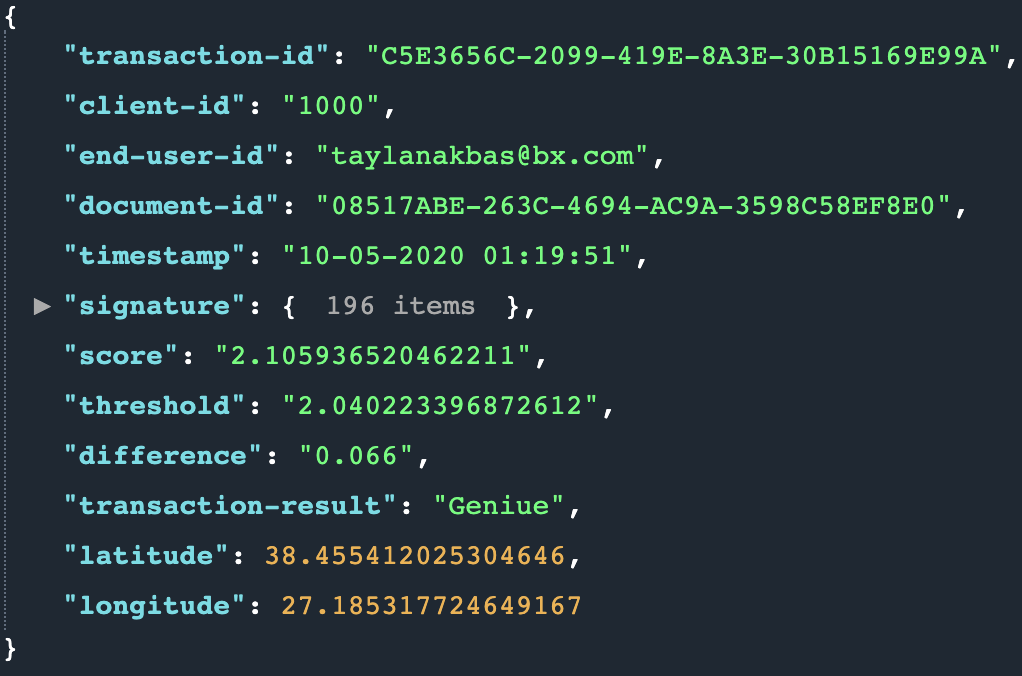 {
"transaction-id": "C5E3656C-2099-419E-8A3E-30B15169E99A",
"client-id": "1000",
"end-user-id": "taylanakbas@bx.com",
"document-id": "08517ABE-263C-4694-AC9A-3598C58EF8E0",
"timestamp": "10-05-2020 01:19:51",
"signature": { 196 items },
"score": "2.105936520462211",
"threshold": "2.040223396872612",
"difference": "0.066",
"transaction-result": "Geniue",
"latitude": 38.455412025304646,
"longitude": 27.185317724649167
}